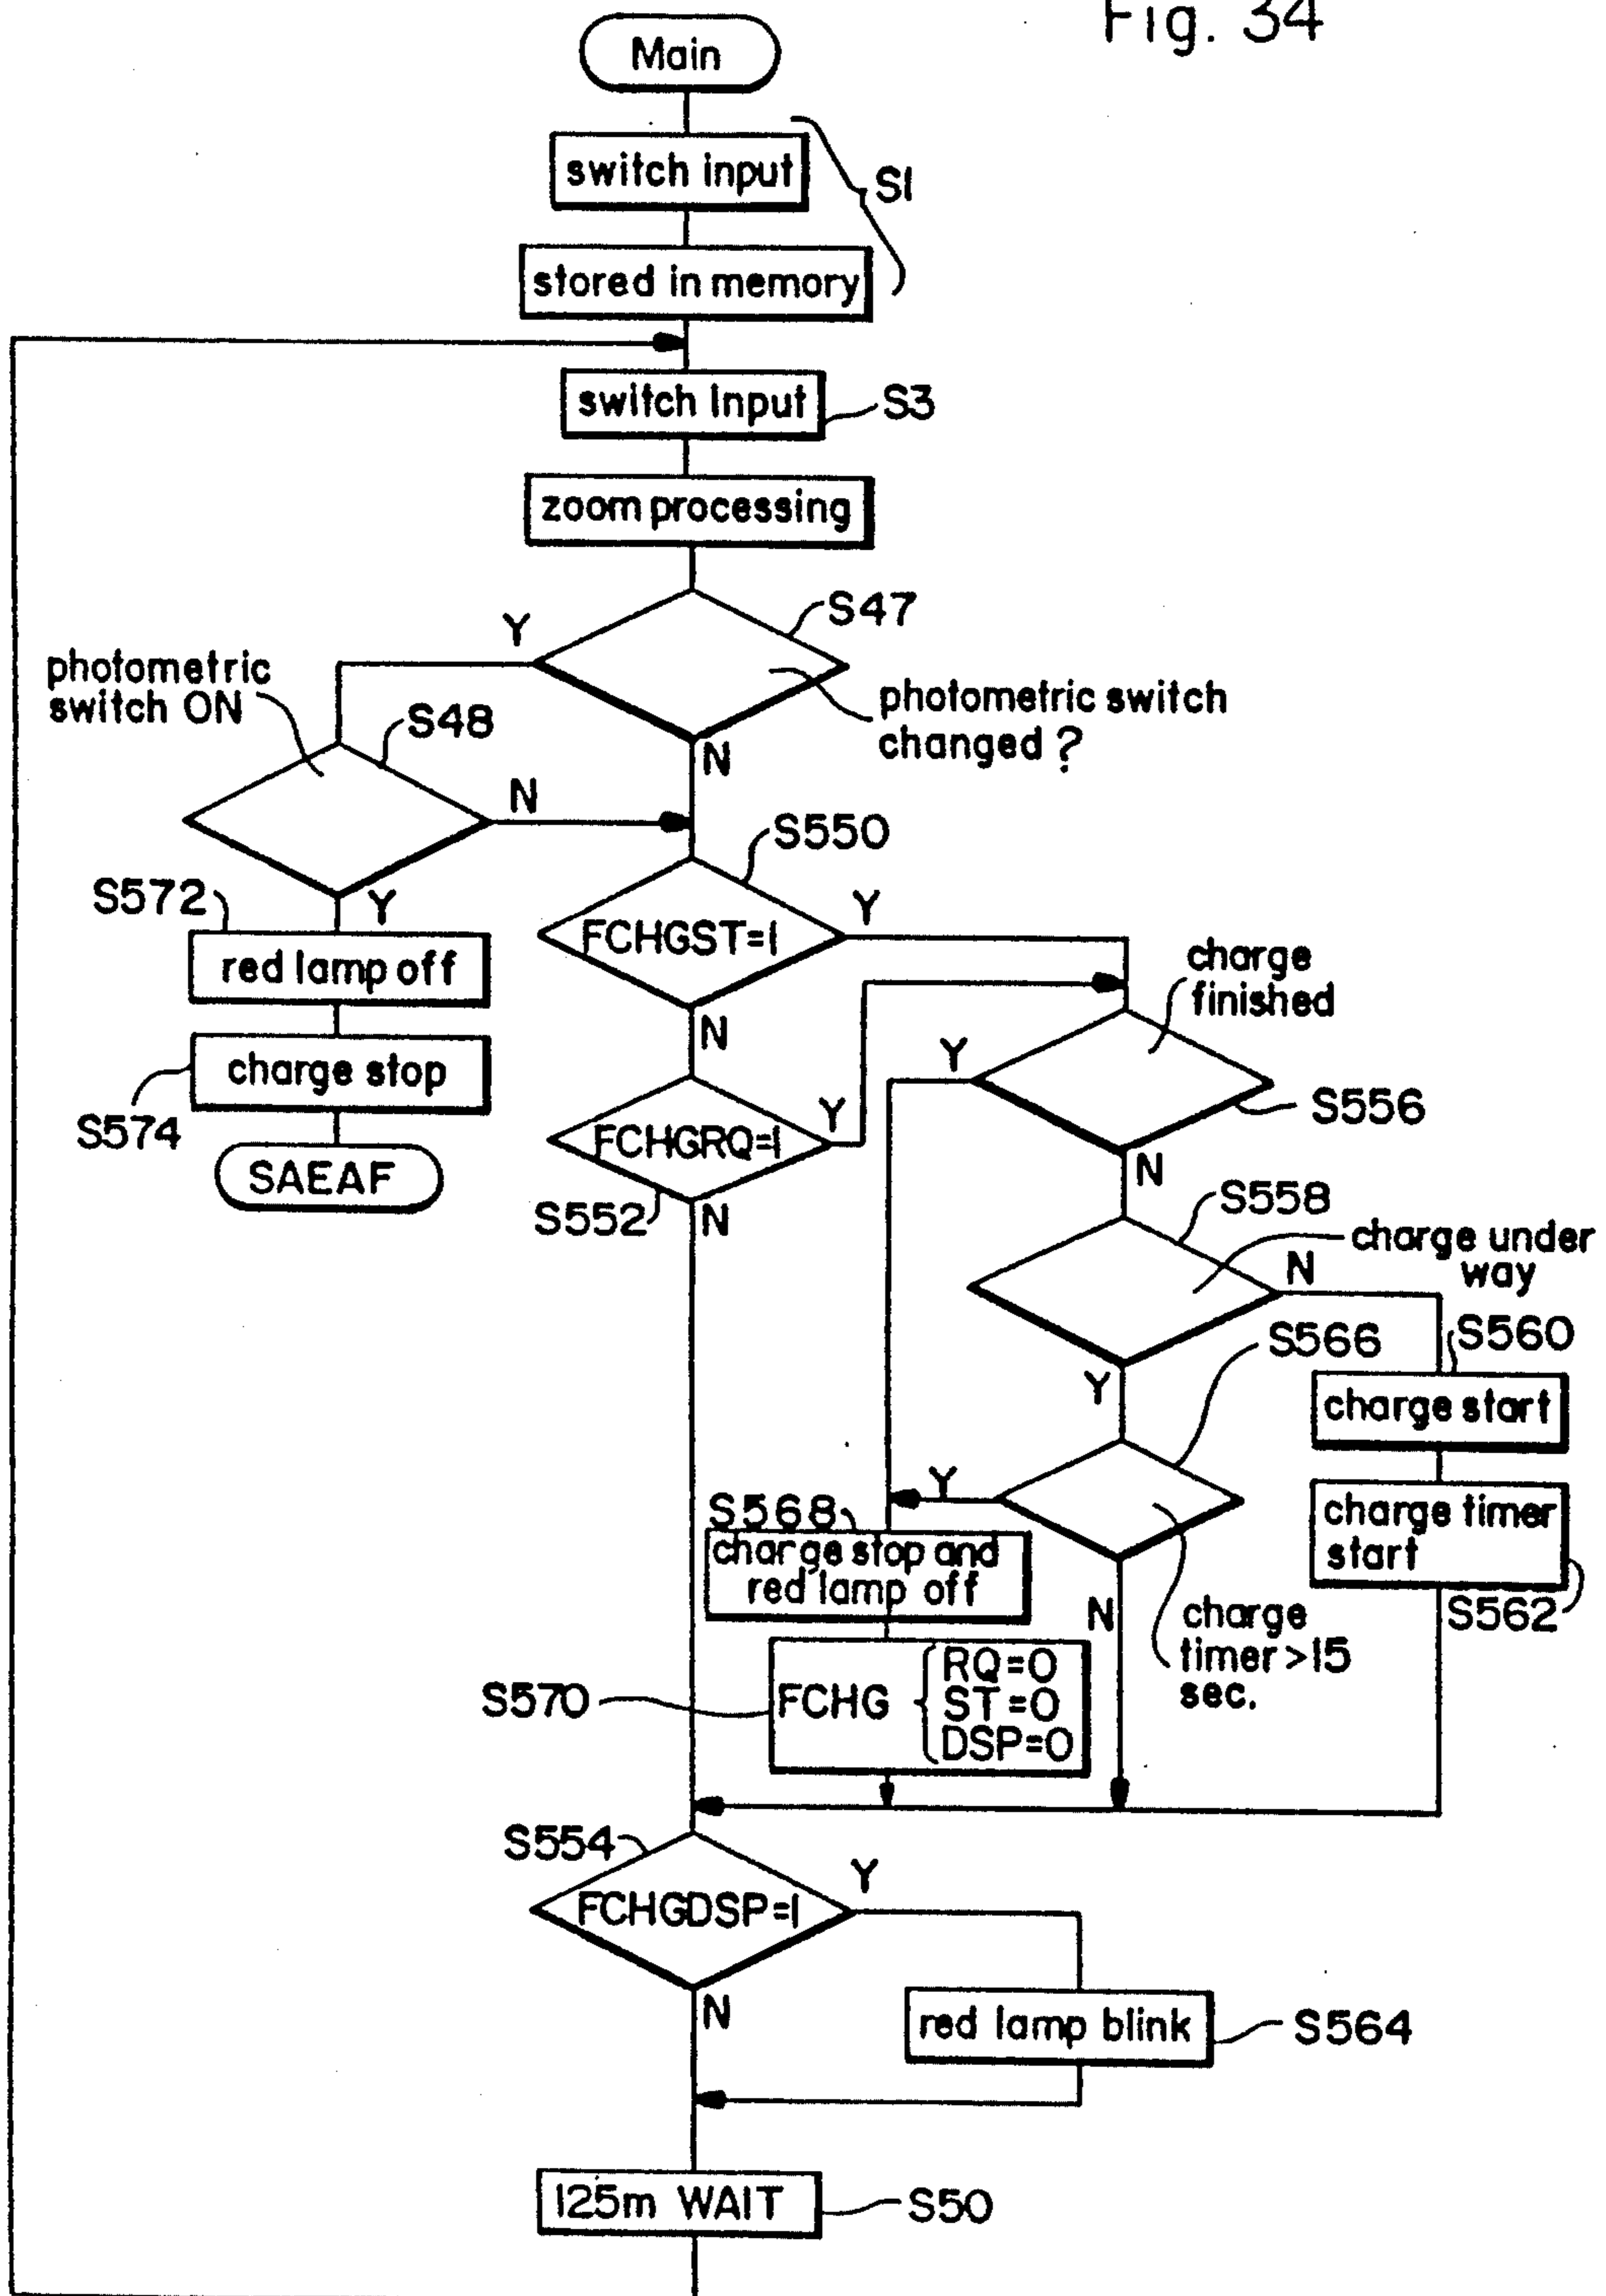 Fig. 34
Main
switch input
S1
stored in memory
switch input
S3
zoom processing
S47
Y
photometric switch changed ?
N
photometric
switch ON
S48
N
Y
S550
FCHGST=1
Y
N
S572
red lamp off
charge stop
S574
SAEAF
charge
finished
Y
S556
N
FCHGRQ=1
Y
S552
N
S558
charge under
way
N
Y
S560
charge start
S566
charge timer
start
S562
Y
S568
charge stop and
red lamp off
N
charge
timer>15
sec.
S570
FCHG
RQ=0
ST=0
DSP=0
S554
FCHGDSP=1
Y
N
red lamp blink
S564
125m WAIT
S50